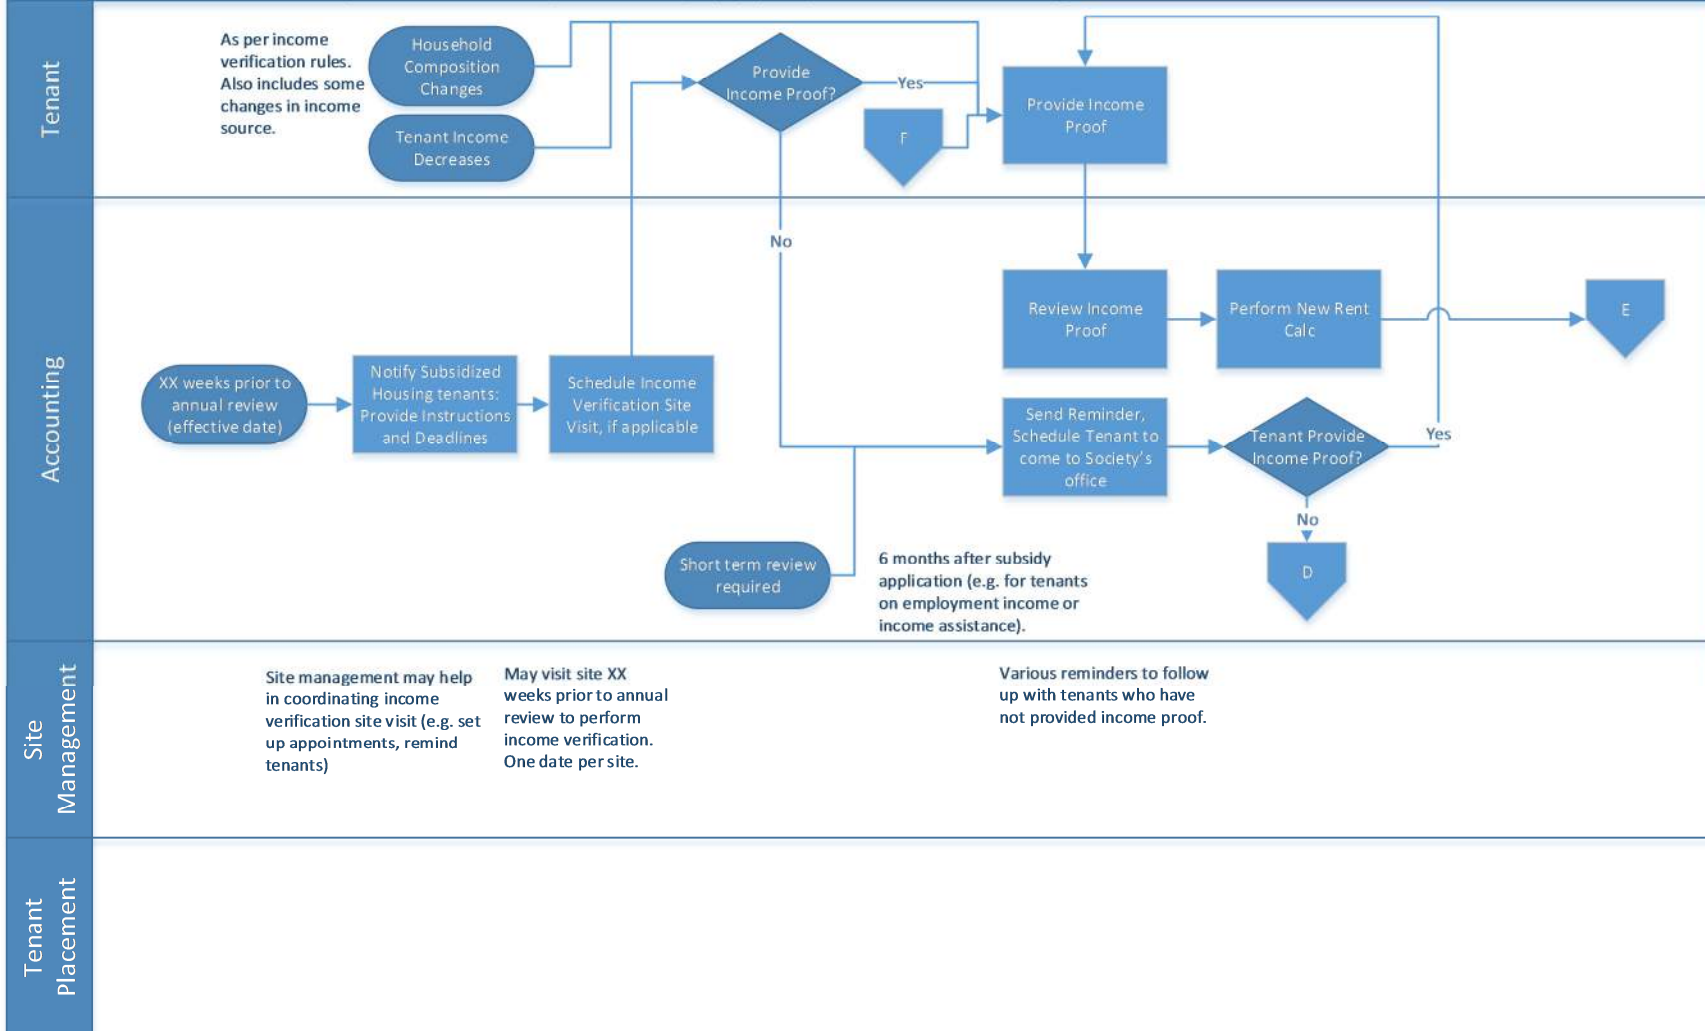 Tenant
As per income
verification rules.
Also includes some
changes in income
source.
Household
Composition
Changes
Tenant Income
Decreases
Provide
Income Proof?
Yes
F
Provide Income
Proof
Accounting
No
XX weeks prior to
annual review
(effective date)
Notify Subsidized
Housing tenants:
Provide Instructions
and Deadlines
Schedule Income
Verification Site
Visit, if applicable
Review Income
Proof
Perform New Rent
Calc
E
Send Reminder,
Schedule Tenant to
come to Society's
office
Tenant Provide
Income Proof?
Yes
No
D
Short term review
required
6 months after subsidy
application (e.g. for tenants
on employment income or
income assistance).
Site
Management
Site management may help
in coordinating income
verification site visit (e.g. set
up appointments, remind
tenants)
May visit site XX
weeks prior to annual
review to perform
income verification.
One date per site.
Various reminders to follow
up with tenants who have
not provided income proof.
Tenant
Placement